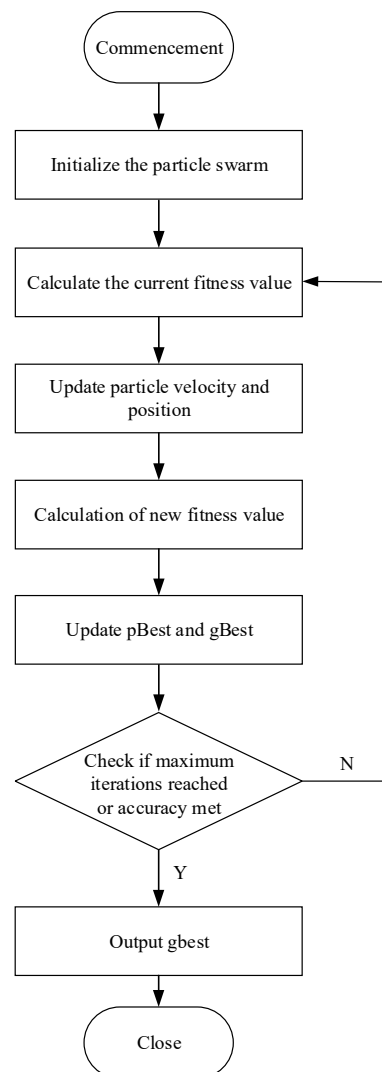 Commencement
Initialize the particle swarm
Calculate the current fitness value
Update particle velocity and
position
Calculation of new fitness value
Update pBest and gBest
Check if maximum
iterations reached
or accuracy met
N
Y
Output gbest
Close